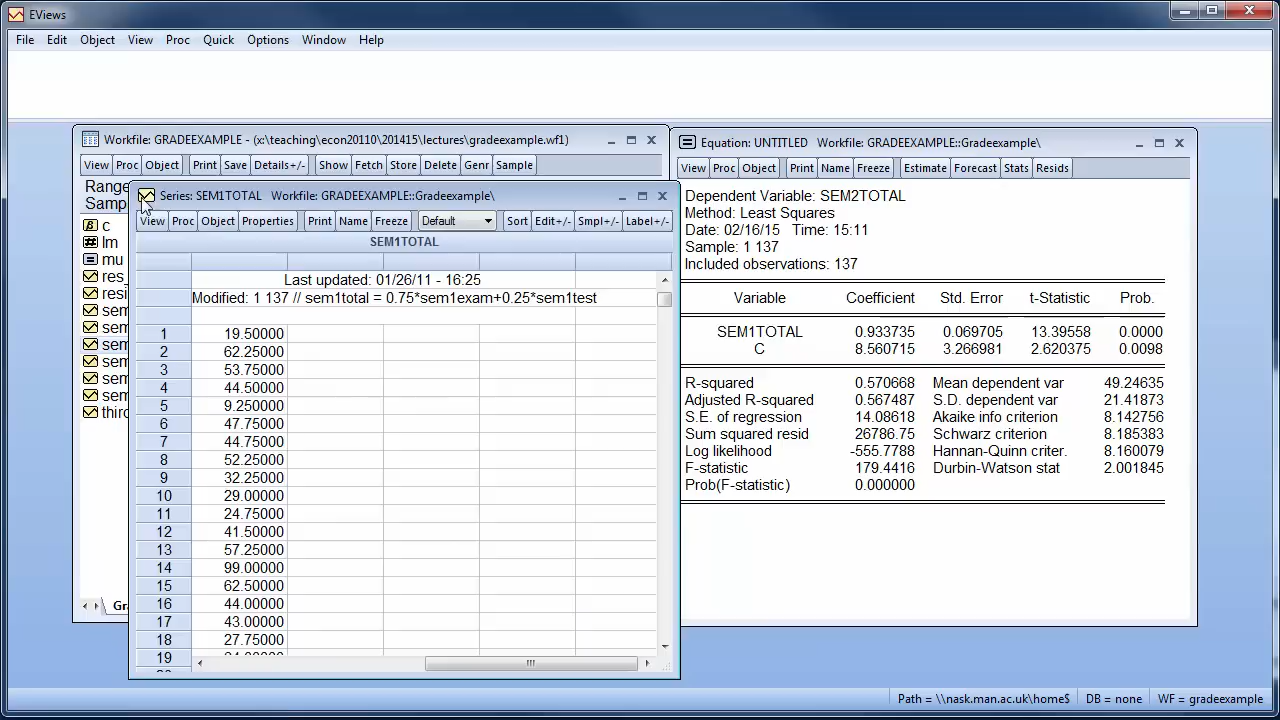 EViews
File Edit Object View Proc Quick Options Window Help
Workfile: GRADEEXAMPLE - (x:\teaching\econ20110\201415\lectures\gradeexample.wf1)
View Proc Object Print Save Details+/- Show Fetch Store Delete Genr Sample
Range
Samp
c
lm
mu
res_
resi
sem
sem
sem
sem
sem
sem
third
Gr
Series: SEM1TOTAL Workfile: GRADEEXAMPLE::Gradeexample\
View Proc Object Properties Print Name Freeze Default Sort Edit+/- Smpl+/- Label+/-
SEM1TOTAL
Last updated: 01/26/11 - 16:25
Modified: 1 137 // sem1total = 0.75*sem1exam+0.25*sem1test
1 19.50000
2 62.25000
3 53.75000
4 44.50000
5 9.250000
6 47.75000
7 44.75000
8 52.25000
9 32.25000
10 29.00000
11 24.75000
12 41.50000
13 57.25000
14 99.00000
15 62.50000
16 44.00000
17 43.00000
18 27.75000
19
Equation: UNTITLED Workfile: GRADEEXAMPLE::Gradeexample\
View Proc Object Print Name Freeze Estimate Forecast Stats Resids
Dependent Variable: SEM2TOTAL
Method: Least Squares
Date: 02/16/15 Time: 15:11
Sample: 1 137
Included observations: 137
Variable Coefficient Std. Error t-Statistic Prob.
SEM1TOTAL 0.933735 0.069705 13.39558 0.0000
C 8.560715 3.266981 2.620375 0.0098
R-squared 0.570668 Mean dependent var 49.24635
Adjusted R-squared 0.567487 S.D. dependent var 21.41873
S.E. of regression 14.08618 Akaike info criterion 8.142756
Sum squared resid 26786.75 Schwarz criterion 8.185383
Log likelihood -555.7788 Hannan-Quinn criter. 8.160079
F-statistic 179.4416 Durbin-Watson stat 2.001845
Prob(F-statistic) 0.000000
Path = \\nask.man.ac.uk\home$ DB = none WF = gradeexample